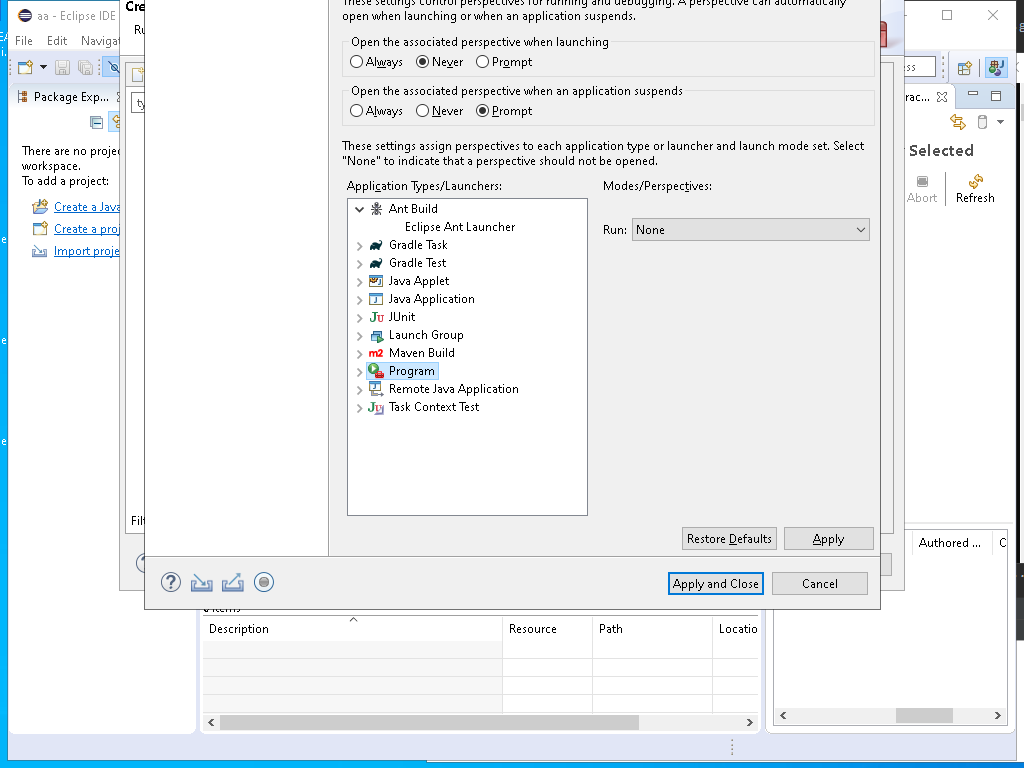 aa - Eclipse IDE
File Edit Navigat
Package Exp...
There are no proje
workspace.
To add a project:
Create a Java
Create a proj
Import proje
Cre
Ru
ty
Filt
These settings control perspectives for running and debugging. A perspective can automatically
open when launching or when an application suspends.
Open the associated perspective when launching
Always Never Prompt
Open the associated perspective when an application suspends
Always Never Prompt
These settings assign perspectives to each application type or launcher and launch mode set. Select
"None" to indicate that a perspective should not be opened.
Application Types/Launchers:
Modes/Perspectives:
Ant Build
Eclipse Ant Launcher
Gradle Task
Gradle Test
Java Applet
Java Application
JUnit
Launch Group
Maven Build
Program
Remote Java Application
Task Context Test
Run: None
Restore Defaults Apply
Apply and Close Cancel
ss
rac...
Selected
Abort Refresh
Authored ... C
items
Description Resource Path Locatio